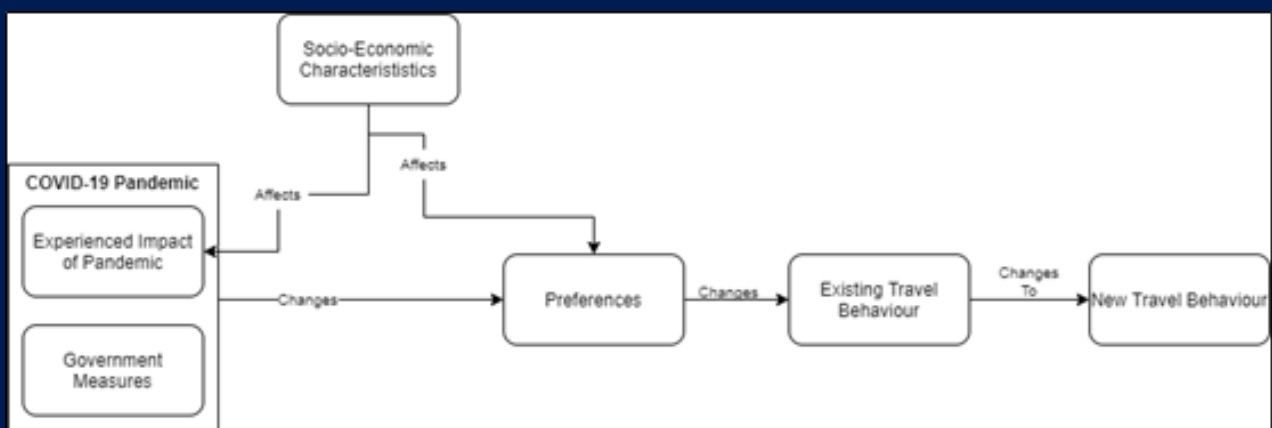 Socio-Economic
Characterististics
Affects
Affects
COVID-19 Pandemic
Experienced Impact
of Pandemic
Government
Measures
Changes
Preferences
Changes
Existing Travel
Behaviour
Changes
To
New Travel Behaviour